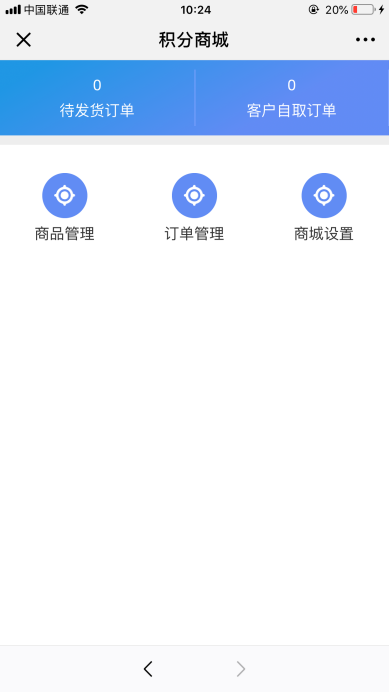 中国联通 10:24 20%
积分商城
0 0
待发货订单 客户自取订单
商品管理 订单管理 商城设置